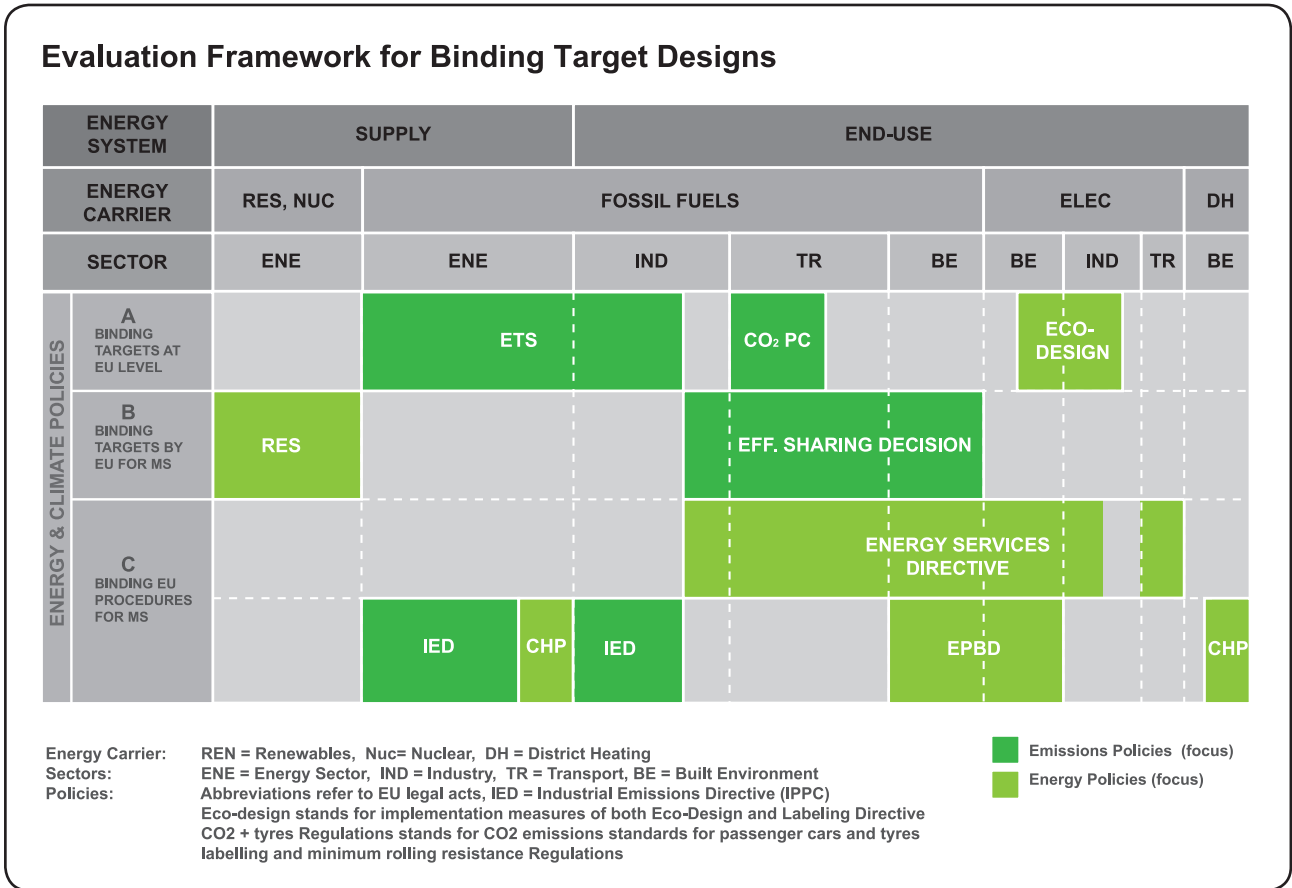 Evaluation Framework for Binding Target Designs
ENERGY
SYSTEM
SUPPLY
END-USE
ENERGY
CARRIER
RES, NUC
FOSSIL FUELS
ELEC
DH
SECTOR
ENE
ENE
IND
TR
BE
BE
IND
TR
BE
ENERGY & CLIMATE POLICIES
A
BINDING
TARGETS AT
EU LEVEL
ETS
CO₂ PC
ECO-
DESIGN
B
BINDING
TARGETS BY
EU FOR MS
RES
EFF. SHARING DECISION
C
BINDING EU
PROCEDURES
FOR MS
ENERGY SERVICES
DIRECTIVE
IED
CHP
IED
EPBD
CHP
Energy Carrier: REN = Renewables, Nuc= Nuclear, DH = District Heating
Sectors: ENE = Energy Sector, IND = Industry, TR = Transport, BE = Built Environment
Policies: Abbreviations refer to EU legal acts, IED = Industrial Emissions Directive (IPPC)
Eco-design stands for implementation measures of both Eco-Design and Labeling Directive
CO2 + tyres Regulations stands for CO2 emissions standards for passenger cars and tyres
labelling and minimum rolling resistance Regulations
Emissions Policies (focus)
Energy Policies (focus)